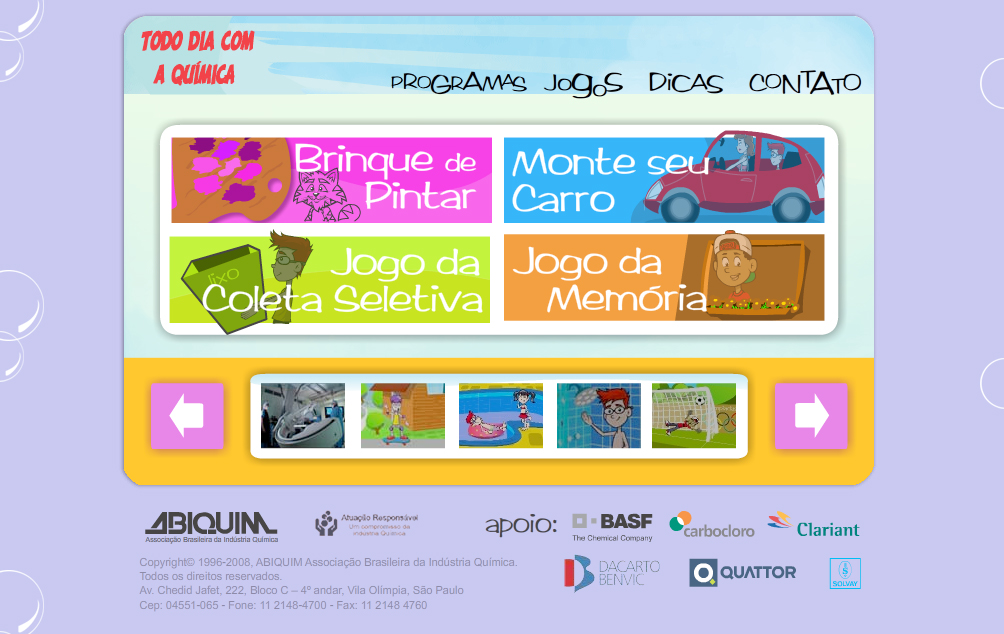 TODO DIA COM
A QUÍMICA
PROGRAMAS JOGOS DICAS CONTATO
Brinque de
Pintar
Monte seu
Carro
lixo
Jogo da
Coleta Seletiva
Jogo da
Memória
ABIQUIM
Associação Brasileira da Indústria Química
Atuação Responsável
Um compromisso da
Indústria Química
apoio:
BASF
The Chemical Company
carbocloro
Clariant
DACARTO
BENVIC
QUATTOR
SOLVAY
Copyright© 1996-2008, ABIQUIM Associação Brasileira da Indústria Química.
Todos os direitos reservados.
Av. Chedid Jafet, 222, Bloco C – 4º andar, Vila Olímpia, São Paulo
Cep: 04551-065 - Fone: 11 2148-4700 - Fax: 11 2148 4760